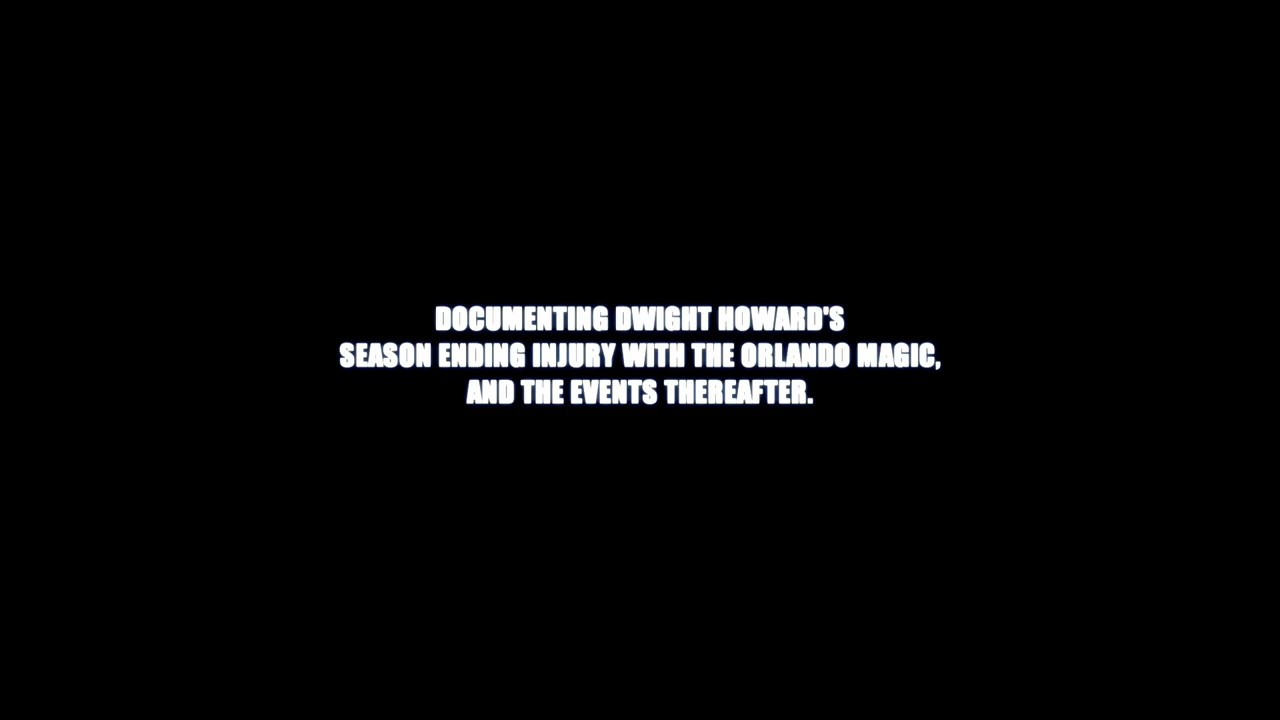 DOCUMENTING DWIGHT HOWARD'S
SEASON ENDING INJURY WITH THE ORLANDO MAGIC,
AND THE EVENTS THEREAFTER.